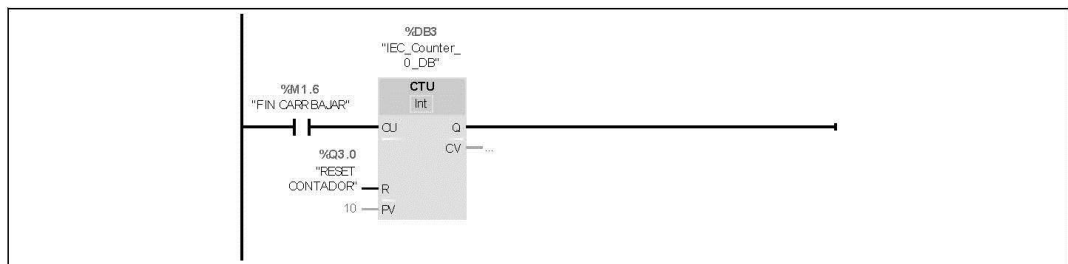 %DB3
"IEC_Counter_
0_DB"
CTU
Int
%M1.6
"FIN CARR BAJAR"
CU
Q
CV
...
%Q3.0
"RESET
CONTADOR"
R
10
PV